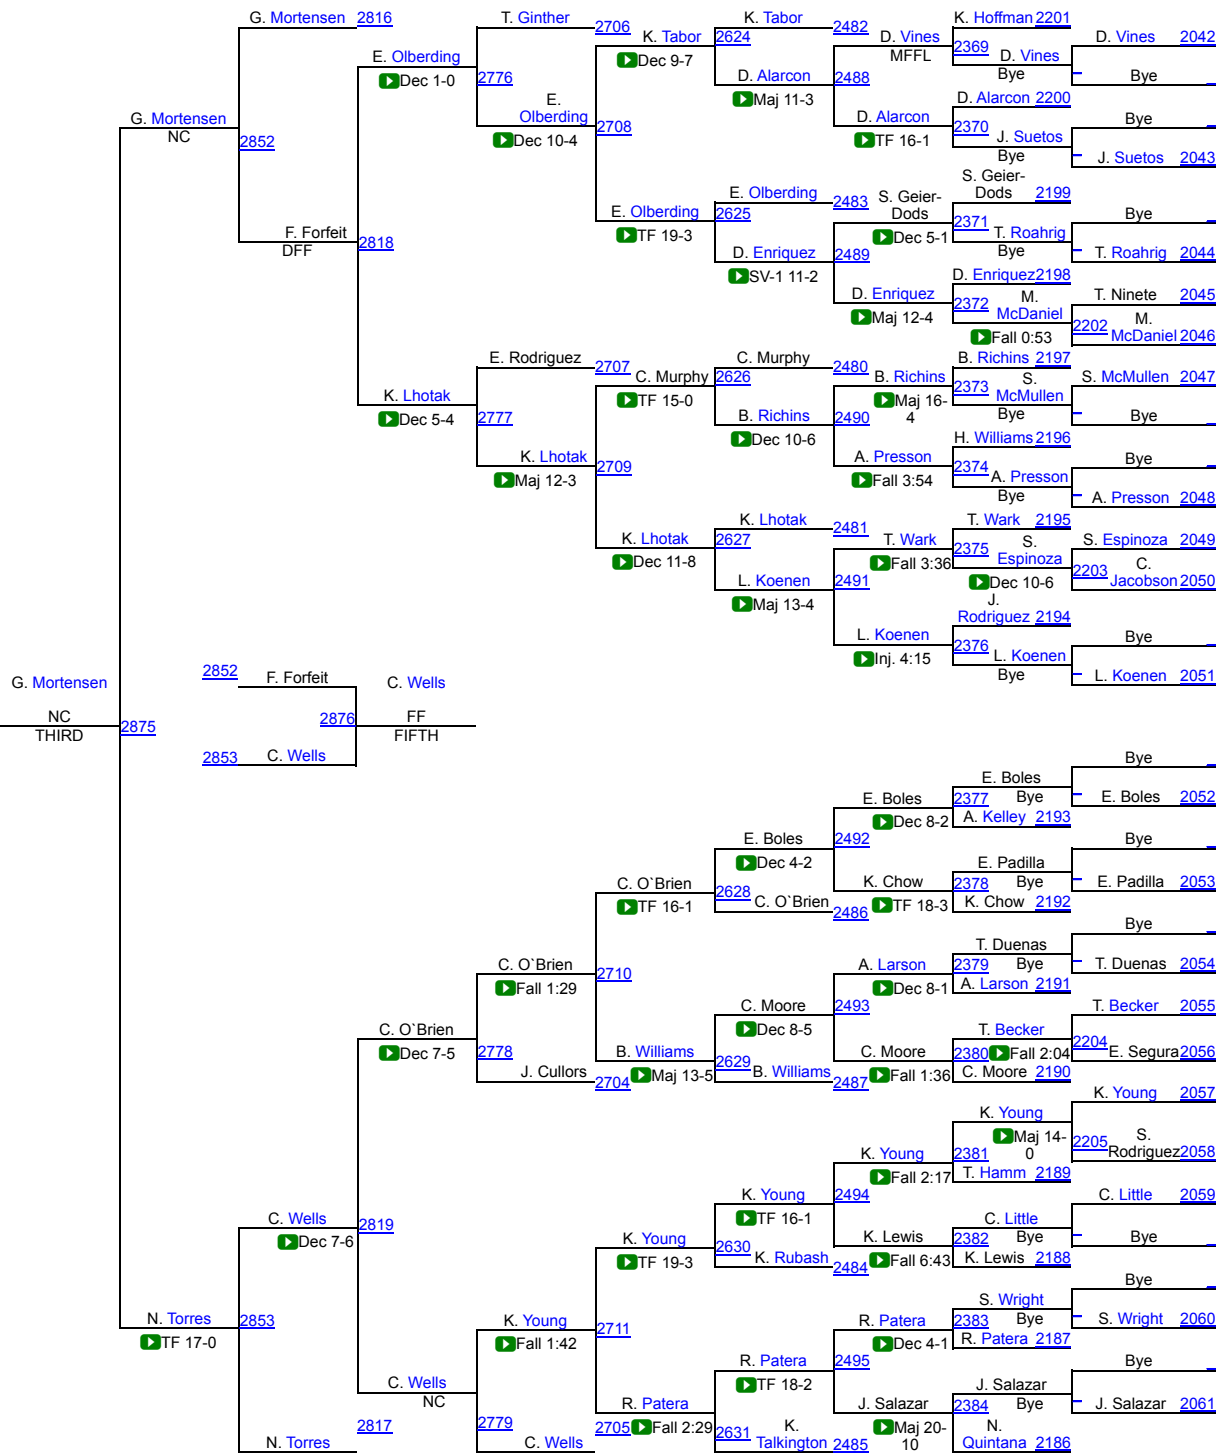 G. Mortensen 2816
T. Ginther
2706
K. Tabor
2482
K. Hoffman 2201
D. Vines 2042
K. Tabor
2624
D. Vines
MFFL
2369
D. Vines
Bye
Bye
Dec 9-7
E. Olberding
Dec 1-0
2776
D. Alarcon
2488
Maj 11-3
D. Alarcon 2200
Bye
E.
Olberding
2708
Dec 10-4
D. Alarcon
TF 16-1
2370
J. Suetos
Bye
J. Suetos 2043
G. Mortensen
NC
2852
S. Geier-
Dods 2199
E. Olberding
2483
S. Geier-
Dods
Dec 5-1
2371
T. Roahrig
Bye
Bye
T. Roahrig 2044
E. Olberding
2625
TF 19-3
F. Forfeit
DFF
2818
D. Enriquez
2489
SV-1 11-2
D. Enriquez 2198
D. Enriquez
Maj 12-4
2372
M.
McDaniel
Fall 0:53
T. Ninete 2045
2202
M.
McDaniel 2046
E. Rodriguez
2707
C. Murphy
2480
B. Richins 2197
C. Murphy
2626
TF 15-0
B. Richins
Maj 16-
4
2373
S.
McMullen
Bye
S. McMullen 2047
Bye
K. Lhotak
Dec 5-4
2777
B. Richins
2490
Dec 10-6
H. Williams 2196
K. Lhotak
2709
Maj 12-3
A. Presson
Fall 3:54
2374
A. Presson
Bye
Bye
A. Presson 2048
K. Lhotak
2481
T. Wark 2195
K. Lhotak
2627
Dec 11-8
T. Wark
Fall 3:36
2375
S.
Espinoza
Dec 10-6
S. Espinoza 2049
2203
C.
Jacobson 2050
L. Koenen
2491
Maj 13-4
J.
Rodriguez 2194
L. Koenen
Inj. 4:15
2376
L. Koenen
Bye
Bye
L. Koenen 2051
G. Mortensen
NC
THIRD
2875
2852
F. Forfeit
C. Wells
2876
FF
FIFTH
2853
C. Wells
Bye
E. Boles
E. Boles
Dec 8-2
2377
Bye
E. Boles 2052
A. Kelley 2193
E. Boles
Dec 4-2
2492
Bye
E. Padilla
K. Chow
TF 18-3
2378
Bye
E. Padilla 2053
K. Chow 2192
C. O`Brien
TF 16-1
2628
C. O`Brien
2486
Bye
T. Duenas
C. O`Brien
Fall 1:29
2710
A. Larson
Dec 8-1
2379
Bye
T. Duenas 2054
A. Larson 2191
C. Moore
Dec 8-5
2493
T. Becker 2055
C. O`Brien
Dec 7-5
2778
T. Becker
2380
Fall 2:04
2204
E. Segura 2056
B. Williams
Maj 13-5
2629
C. Moore
Fall 1:36
C. Moore 2190
J. Cullors
2704
B. Williams
2487
K. Young 2057
K. Young
Maj 14-
0
2205
S.
Rodriguez 2058
K. Young
Fall 2:17
2381
T. Hamm 2189
K. Young
TF 16-1
2494
C. Little 2059
C. Wells
Dec 7-6
2819
C. Little
K. Young
TF 19-3
2630
K. Lewis
Fall 6:43
2382
Bye
Bye
K. Rubash
2484
K. Lewis 2188
Bye
N. Torres
TF 17-0
2853
K. Young
Fall 1:42
2711
S. Wright
R. Patera
Dec 4-1
2383
Bye
S. Wright 2060
R. Patera 2187
R. Patera
TF 18-2
2495
Bye
C. Wells
NC
2779
J. Salazar
R. Patera
2705
Fall 2:29
2631
J. Salazar
Maj 20-
10
2384
Bye
J. Salazar 2061
2817
N. Torres
C. Wells
K.
Talkington 2485
N.
Quintana 2186